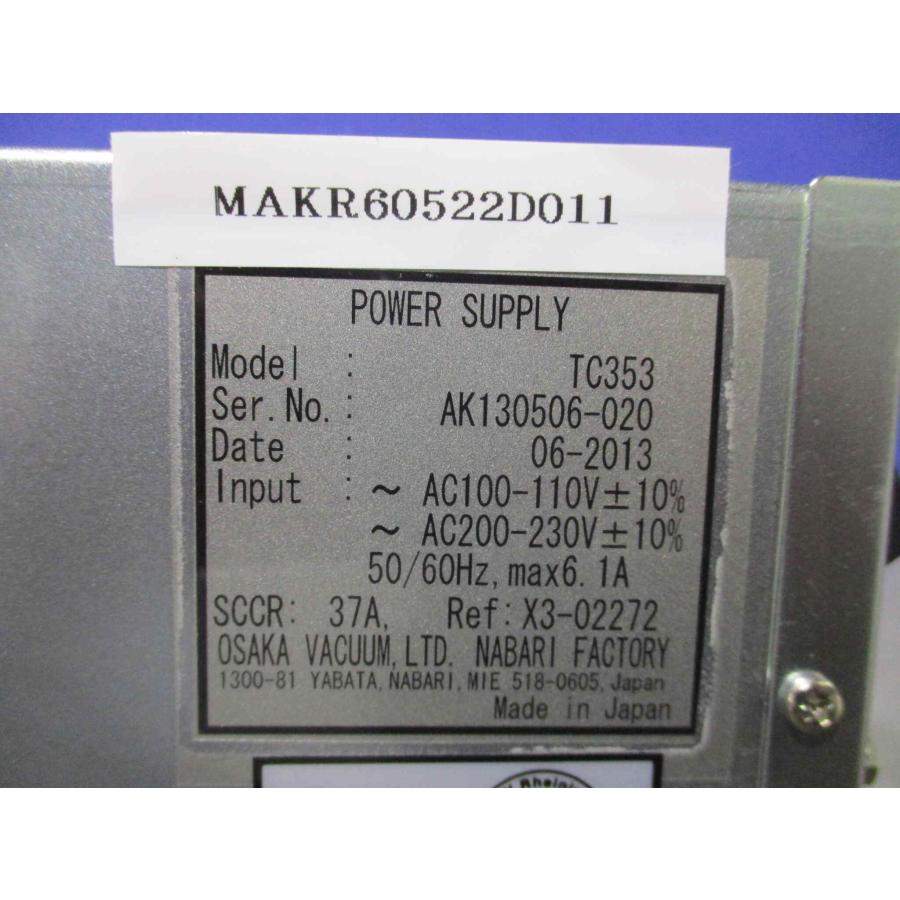 MAKR60522D011
POWER SUPPLY
Model : TC353
Ser.No.: AK130506-020
Date : 06-2013
Input : ~ AC100-110V±10%
~ AC200-230V±10%
50/60Hz, max6.1A
SCCR: 37A, Ref:X3-02272
OSAKA VACUUM,LTD. NABARI FACTORY
1300-81 YABATA,NABARI,MIE 518-0605,Japan
Made in Japan